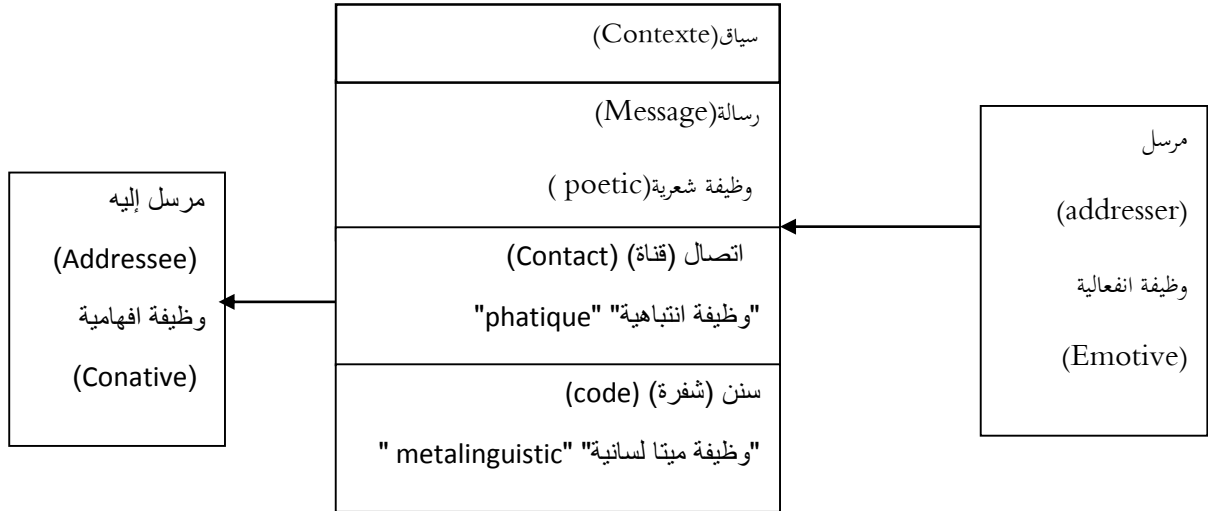 مرسل
(addresser)
وظيفة انفعالية
(Emotive)
سياق(Contexte)
رسالة(Message)
وظيفة شعرية(poetic )
اتصال (قناة) (Contact)
"وظيفة انتباهية" "phatique"
سنن (شفرة) (code)
"وظيفة ميتا لسانية" "metalinguistic "
مرسل إليه
(Addressee)
وظيفة افهامية
(Conative)